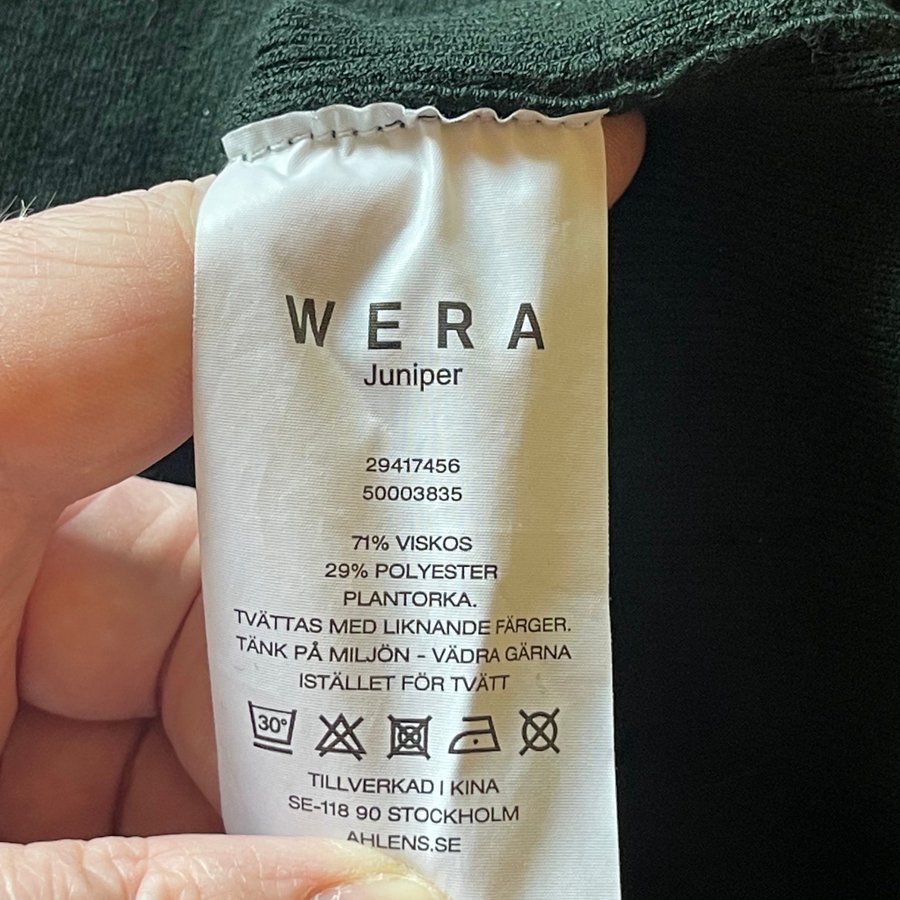 WERA
Juniper
29417456
50003835
71% VISKOS
29% POLYESTER
PLANTORKA.
TVÄTTAS MED LIKNANDE FÄRGER.
TÄNK PÅ MILJÖN - VÄDRA GÄRNA
ISTÄLLET FÖR TVÄTT
30°
TILLVERKAD I KINA
SE-118 90 STOCKHOLM
AHLENS.SE